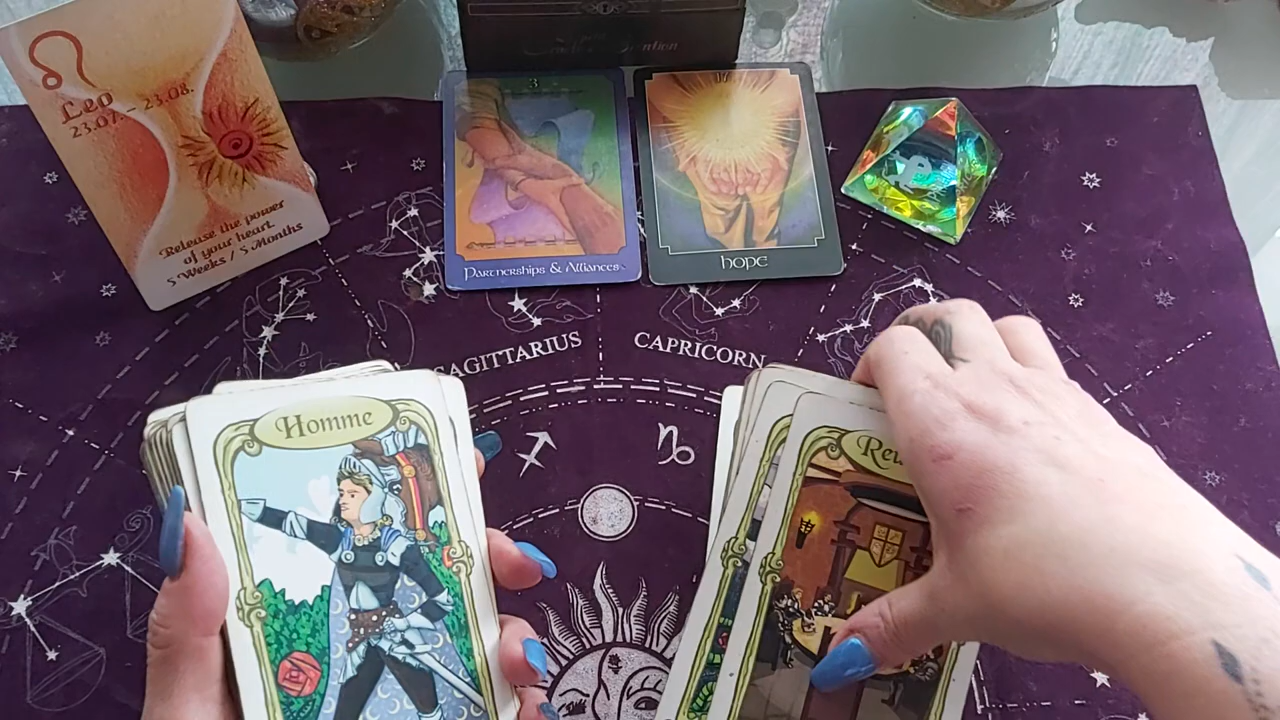 Leo
23.07. – 23.08.
Release the power
of your heart
5 Weeks / 5 Months
3
Partnerships & Alliances
hope
SAGITTARIUS
CAPRICORN
Homme